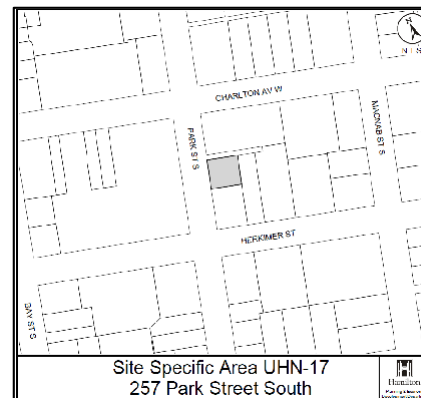 N T S
CHARLTON AV W
PARK ST S
MACNAB ST S
HERKIMER ST
BAY ST S
Site Specific Area UHN-17
257 Park Street South
Hamilton